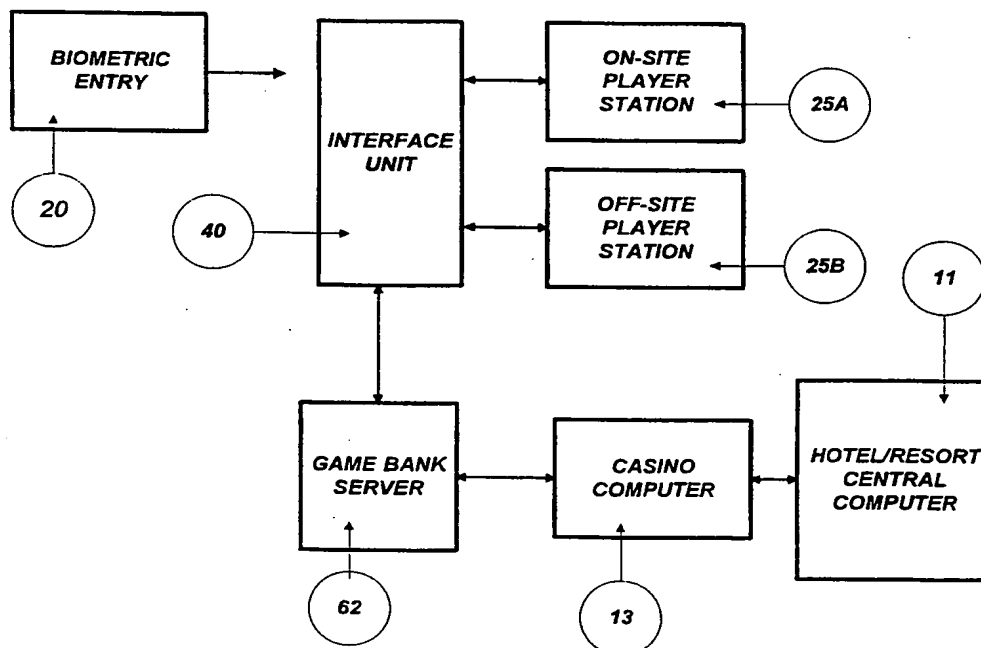 BIOMETRIC
ENTRY
20
INTERFACE
UNIT
40
ON-SITE
PLAYER
STATION
25A
OFF-SITE
PLAYER
STATION
25B
11
GAME BANK
SERVER
62
CASINO
COMPUTER
13
HOTEL/RESORT
CENTRAL
COMPUTER